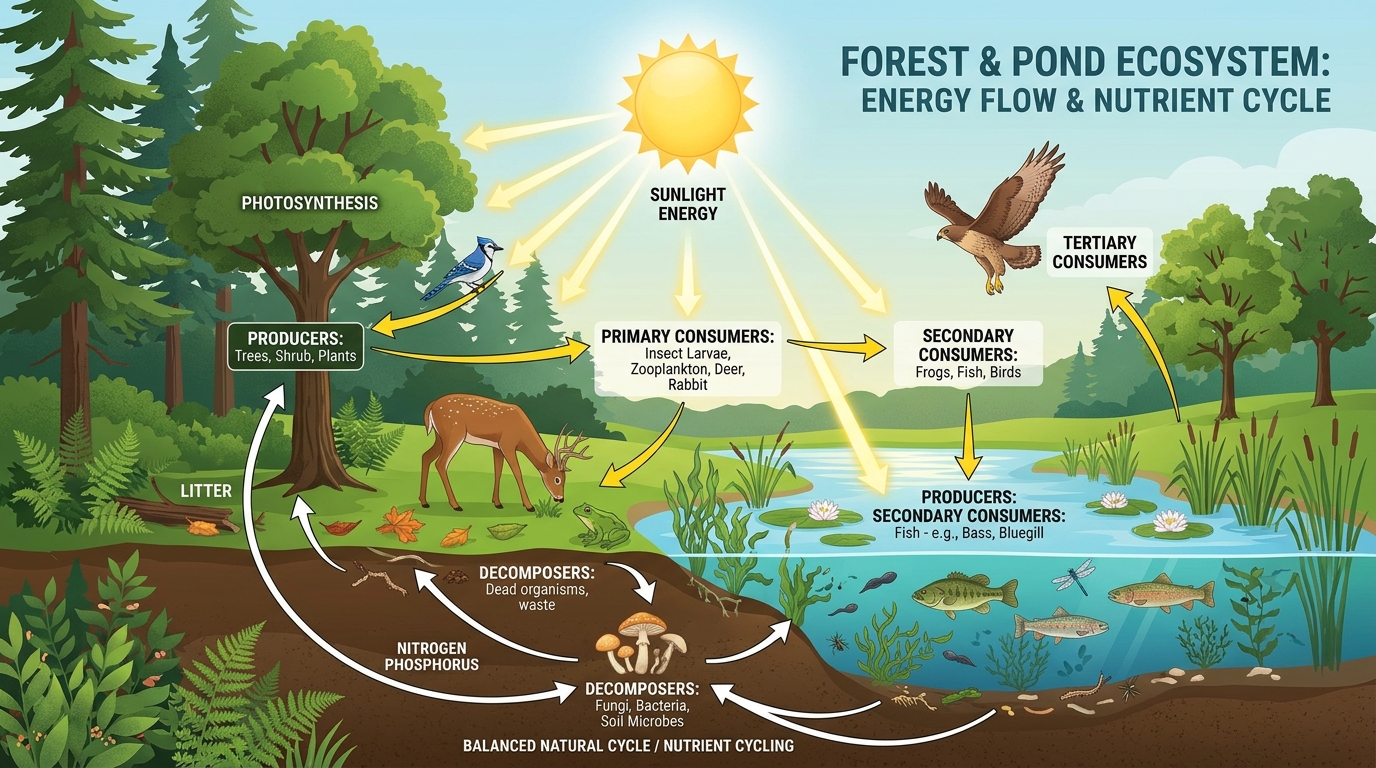 FOREST & POND ECOSYSTEM:
ENERGY FLOW & NUTRIENT CYCLE
SUNLIGHT
ENERGY
PHOTOSYNTHESIS
TERTIARY
CONSUMERS
PRODUCERS:
Trees, Shrub, Plants
PRIMARY CONSUMERS:
Insect Larvae,
Zooplankton, Deer,
Rabbit
SECONDARY
CONSUMERS:
Frogs, Fish, Birds
LITTER
PRODUCERS:
SECONDARY CONSUMERS:
Fish - e.g., Bass, Bluegill
DECOMPOSERS:
Dead organisms,
waste
NITROGEN
PHOSPHORUS
DECOMPOSERS:
Fungi, Bacteria,
Soil Microbes
BALANCED NATURAL CYCLE / NUTRIENT CYCLING